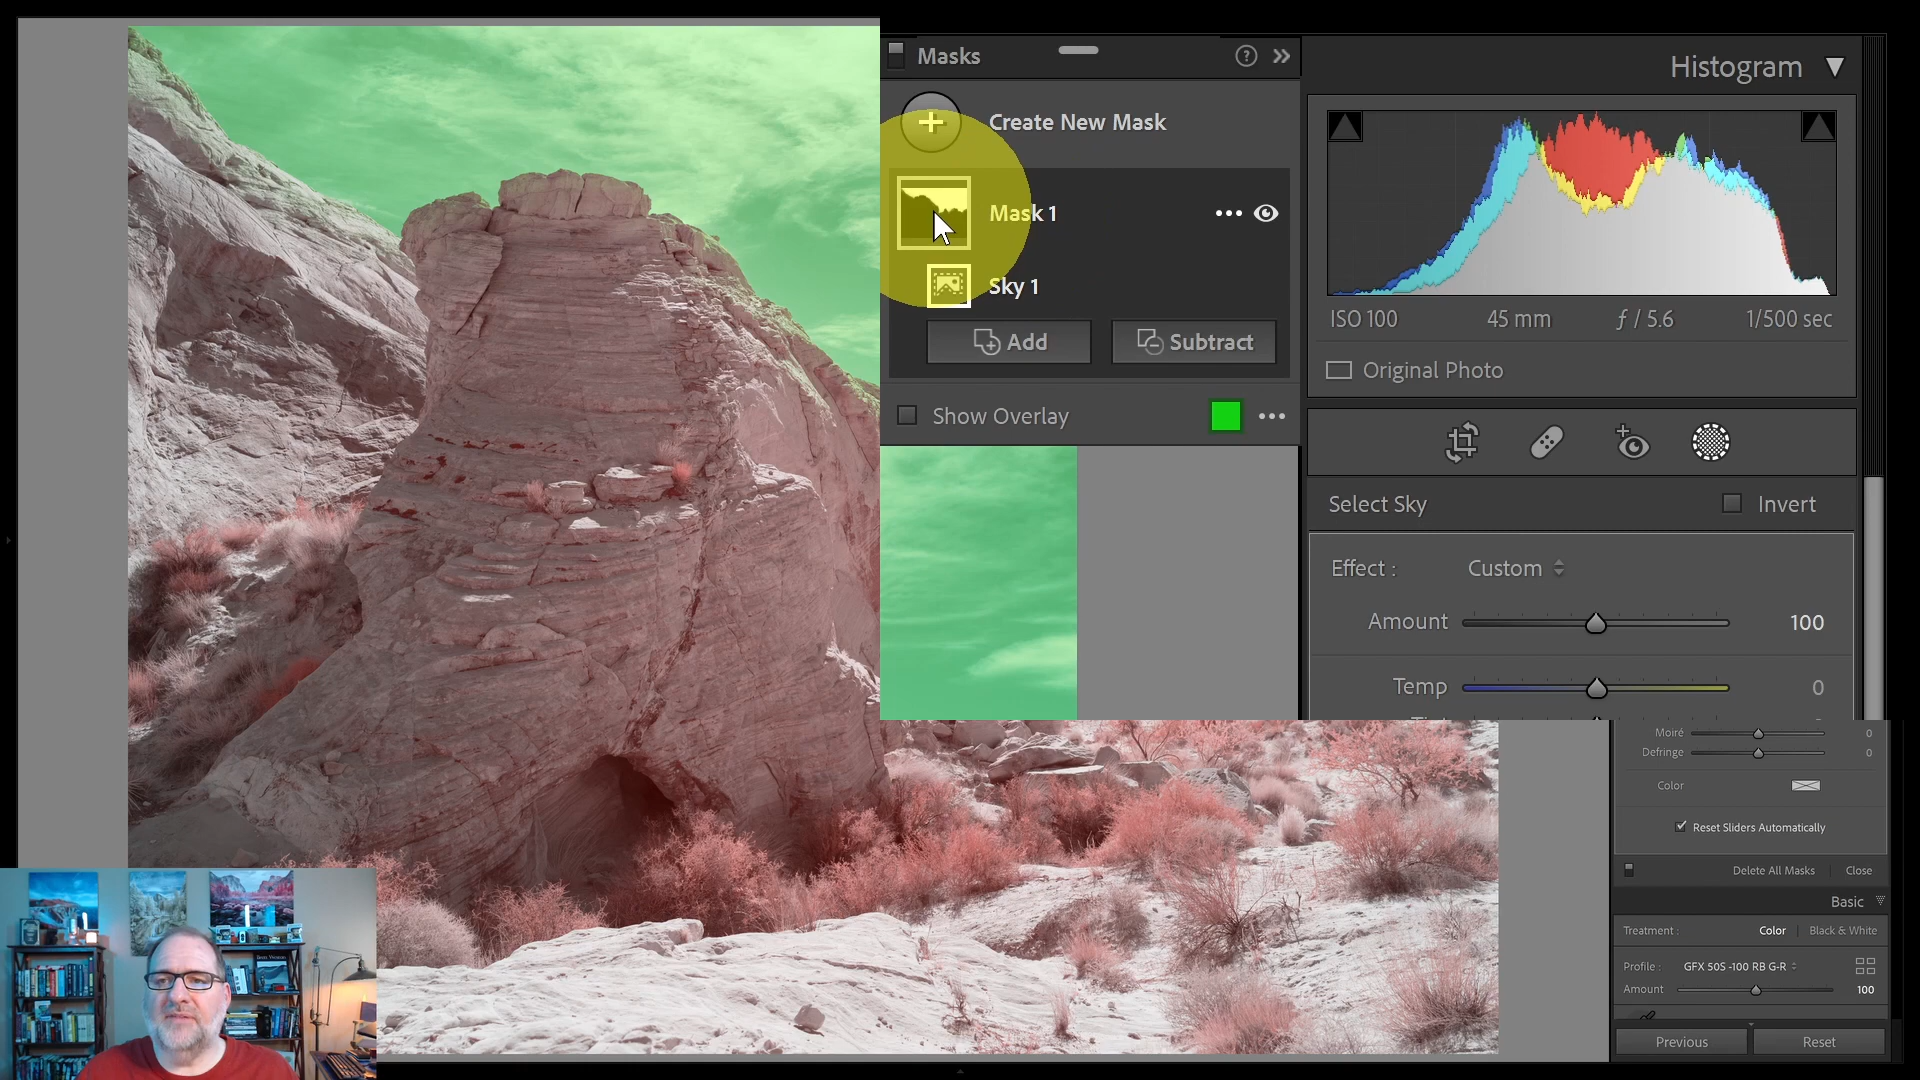 Masks
Create New Mask
Mask 1
Sky 1
Add
Subtract
Show Overlay
Histogram
ISO 100
45 mm
ƒ / 5.6
1/500 sec
Original Photo
Select Sky
Invert
Effect :
Custom
Amount
100
Temp
0
Moiré
0
Defringe
0
Color
Reset Sliders Automatically
Delete All Masks
Close
Basic
Treatment :
Color
Black & White
Profile :
GFX 50S -100 RB G-R
Amount
100
Previous
Reset